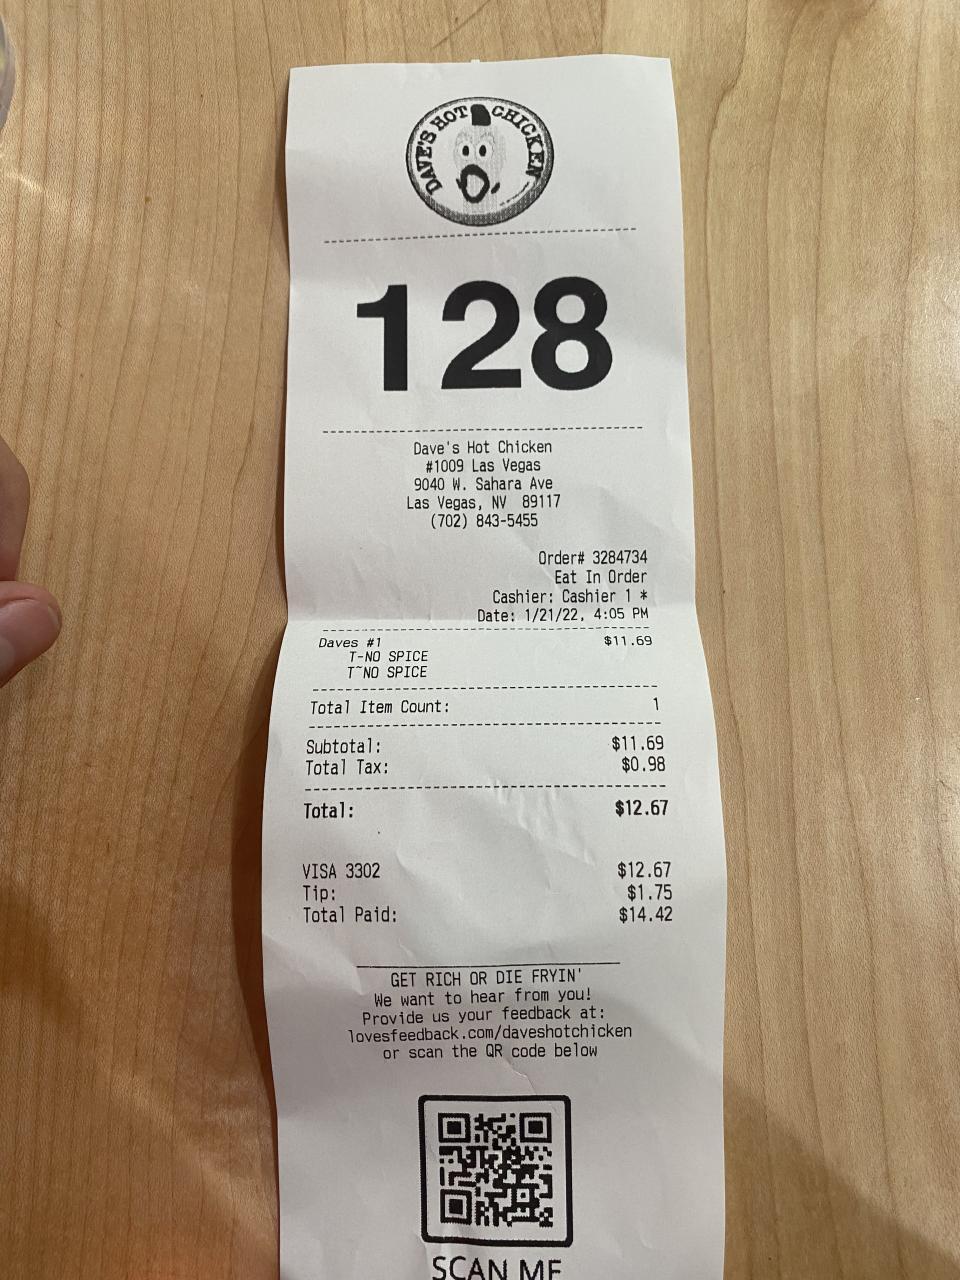 DAVE'S HOT CHICKEN
128
Dave's Hot Chicken
#1009 Las Vegas
9040 W. Sahara Ave
Las Vegas, NV 89117
(702) 843-5455
Order# 3284734
Eat In Order
Cashier: Cashier 1 *
Date: 1/21/22, 4:05 PM
Daves #1 $11.69
T-NO SPICE
T~NO SPICE
Total Item Count: 1
Subtotal: $11.69
Total Tax: $0.98
Total: $12.67
VISA 3302 $12.67
Tip: $1.75
Total Paid: $14.42
GET RICH OR DIE FRYIN'
We want to hear from you!
Provide us your feedback at:
lovesfeedback.com/daveshotchicken
or scan the QR code below
SCAN ME